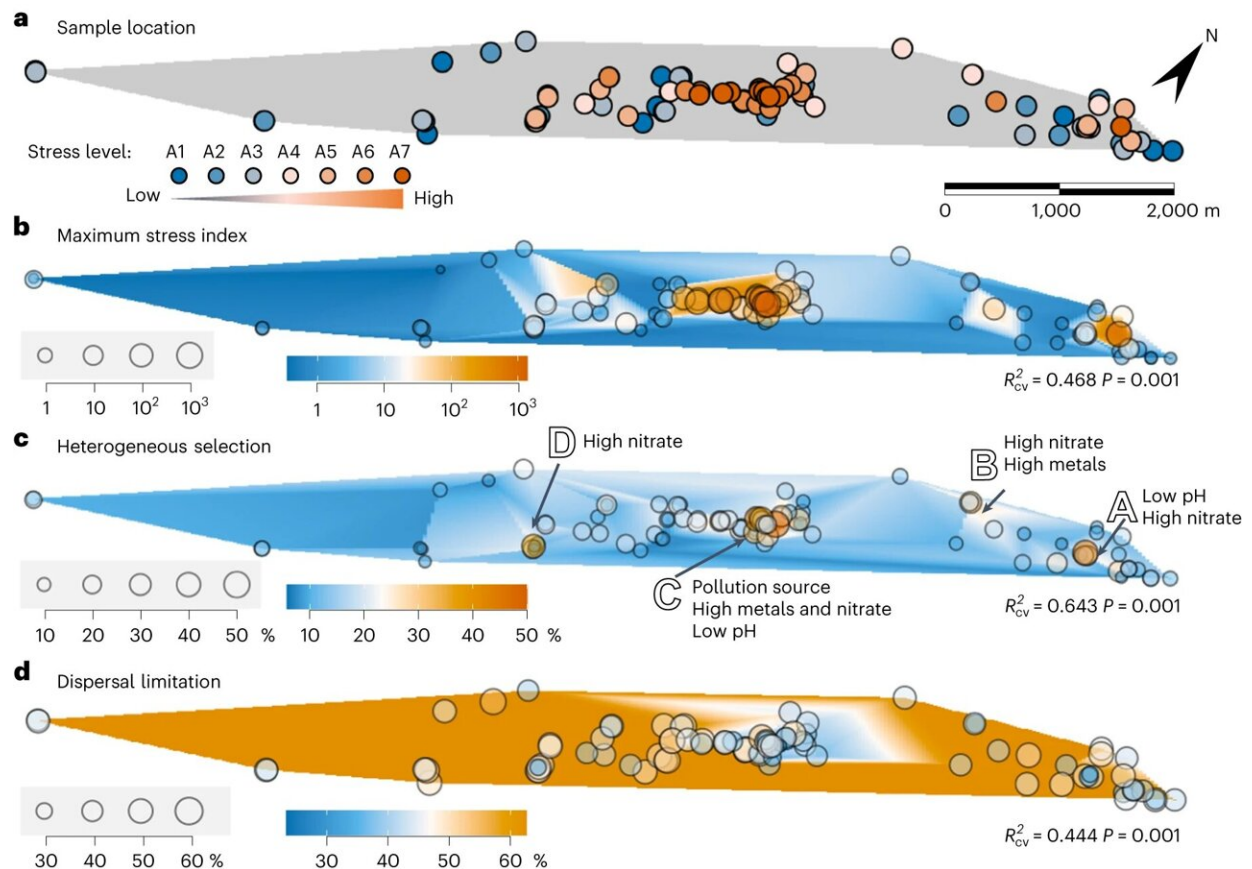 a
Sample location
N
Stress level: A1 A2 A3 A4 A5 A6 A7
Low High
0 1,000 2,000 m
b
Maximum stress index
1 10 10² 10³
1 10 10² 10³
R²cv = 0.468 P = 0.001
c
Heterogeneous selection
D High nitrate
B High nitrate
High metals
A Low pH
High nitrate
C Pollution source
High metals and nitrate
Low pH
10 20 30 40 50 %
10 20 30 40 50 %
R²cv = 0.643 P = 0.001
d
Dispersal limitation
30 40 50 60 %
30 40 50 60 %
R²cv = 0.444 P = 0.001